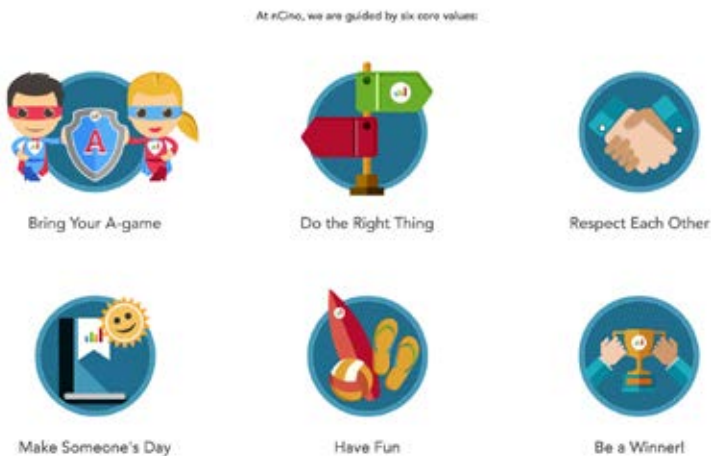 At nCino, we are guided by six core values:
A
Bring Your A-game
Do the Right Thing
Respect Each Other
Make Someone's Day
Have Fun
Be a Winner!